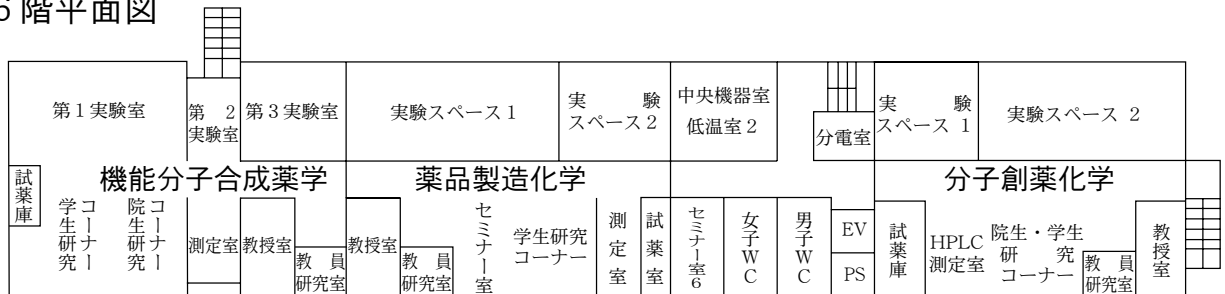 6階平面図
第1実験室
第 2
実験室
第3実験室
実験スペース1
実 験
スペース2
中央機器室
低温室2
分電室
実 験
スペース 1
実験スペース 2
機能分子合成薬学
薬品製造化学
分子創薬化学
試薬庫
学生研究
コーナー
院生研究
コーナー
測定室
教授室
教 員
研究室
教授室
教 員
研究室
セミナー室
学生研究
コーナー
測定室
試薬室
セミナー室6
女子WC
男子WC
EV
PS
試薬庫
HPLC
測定室
院生・学生
研 究
コーナー
教 員
研究室
教授室